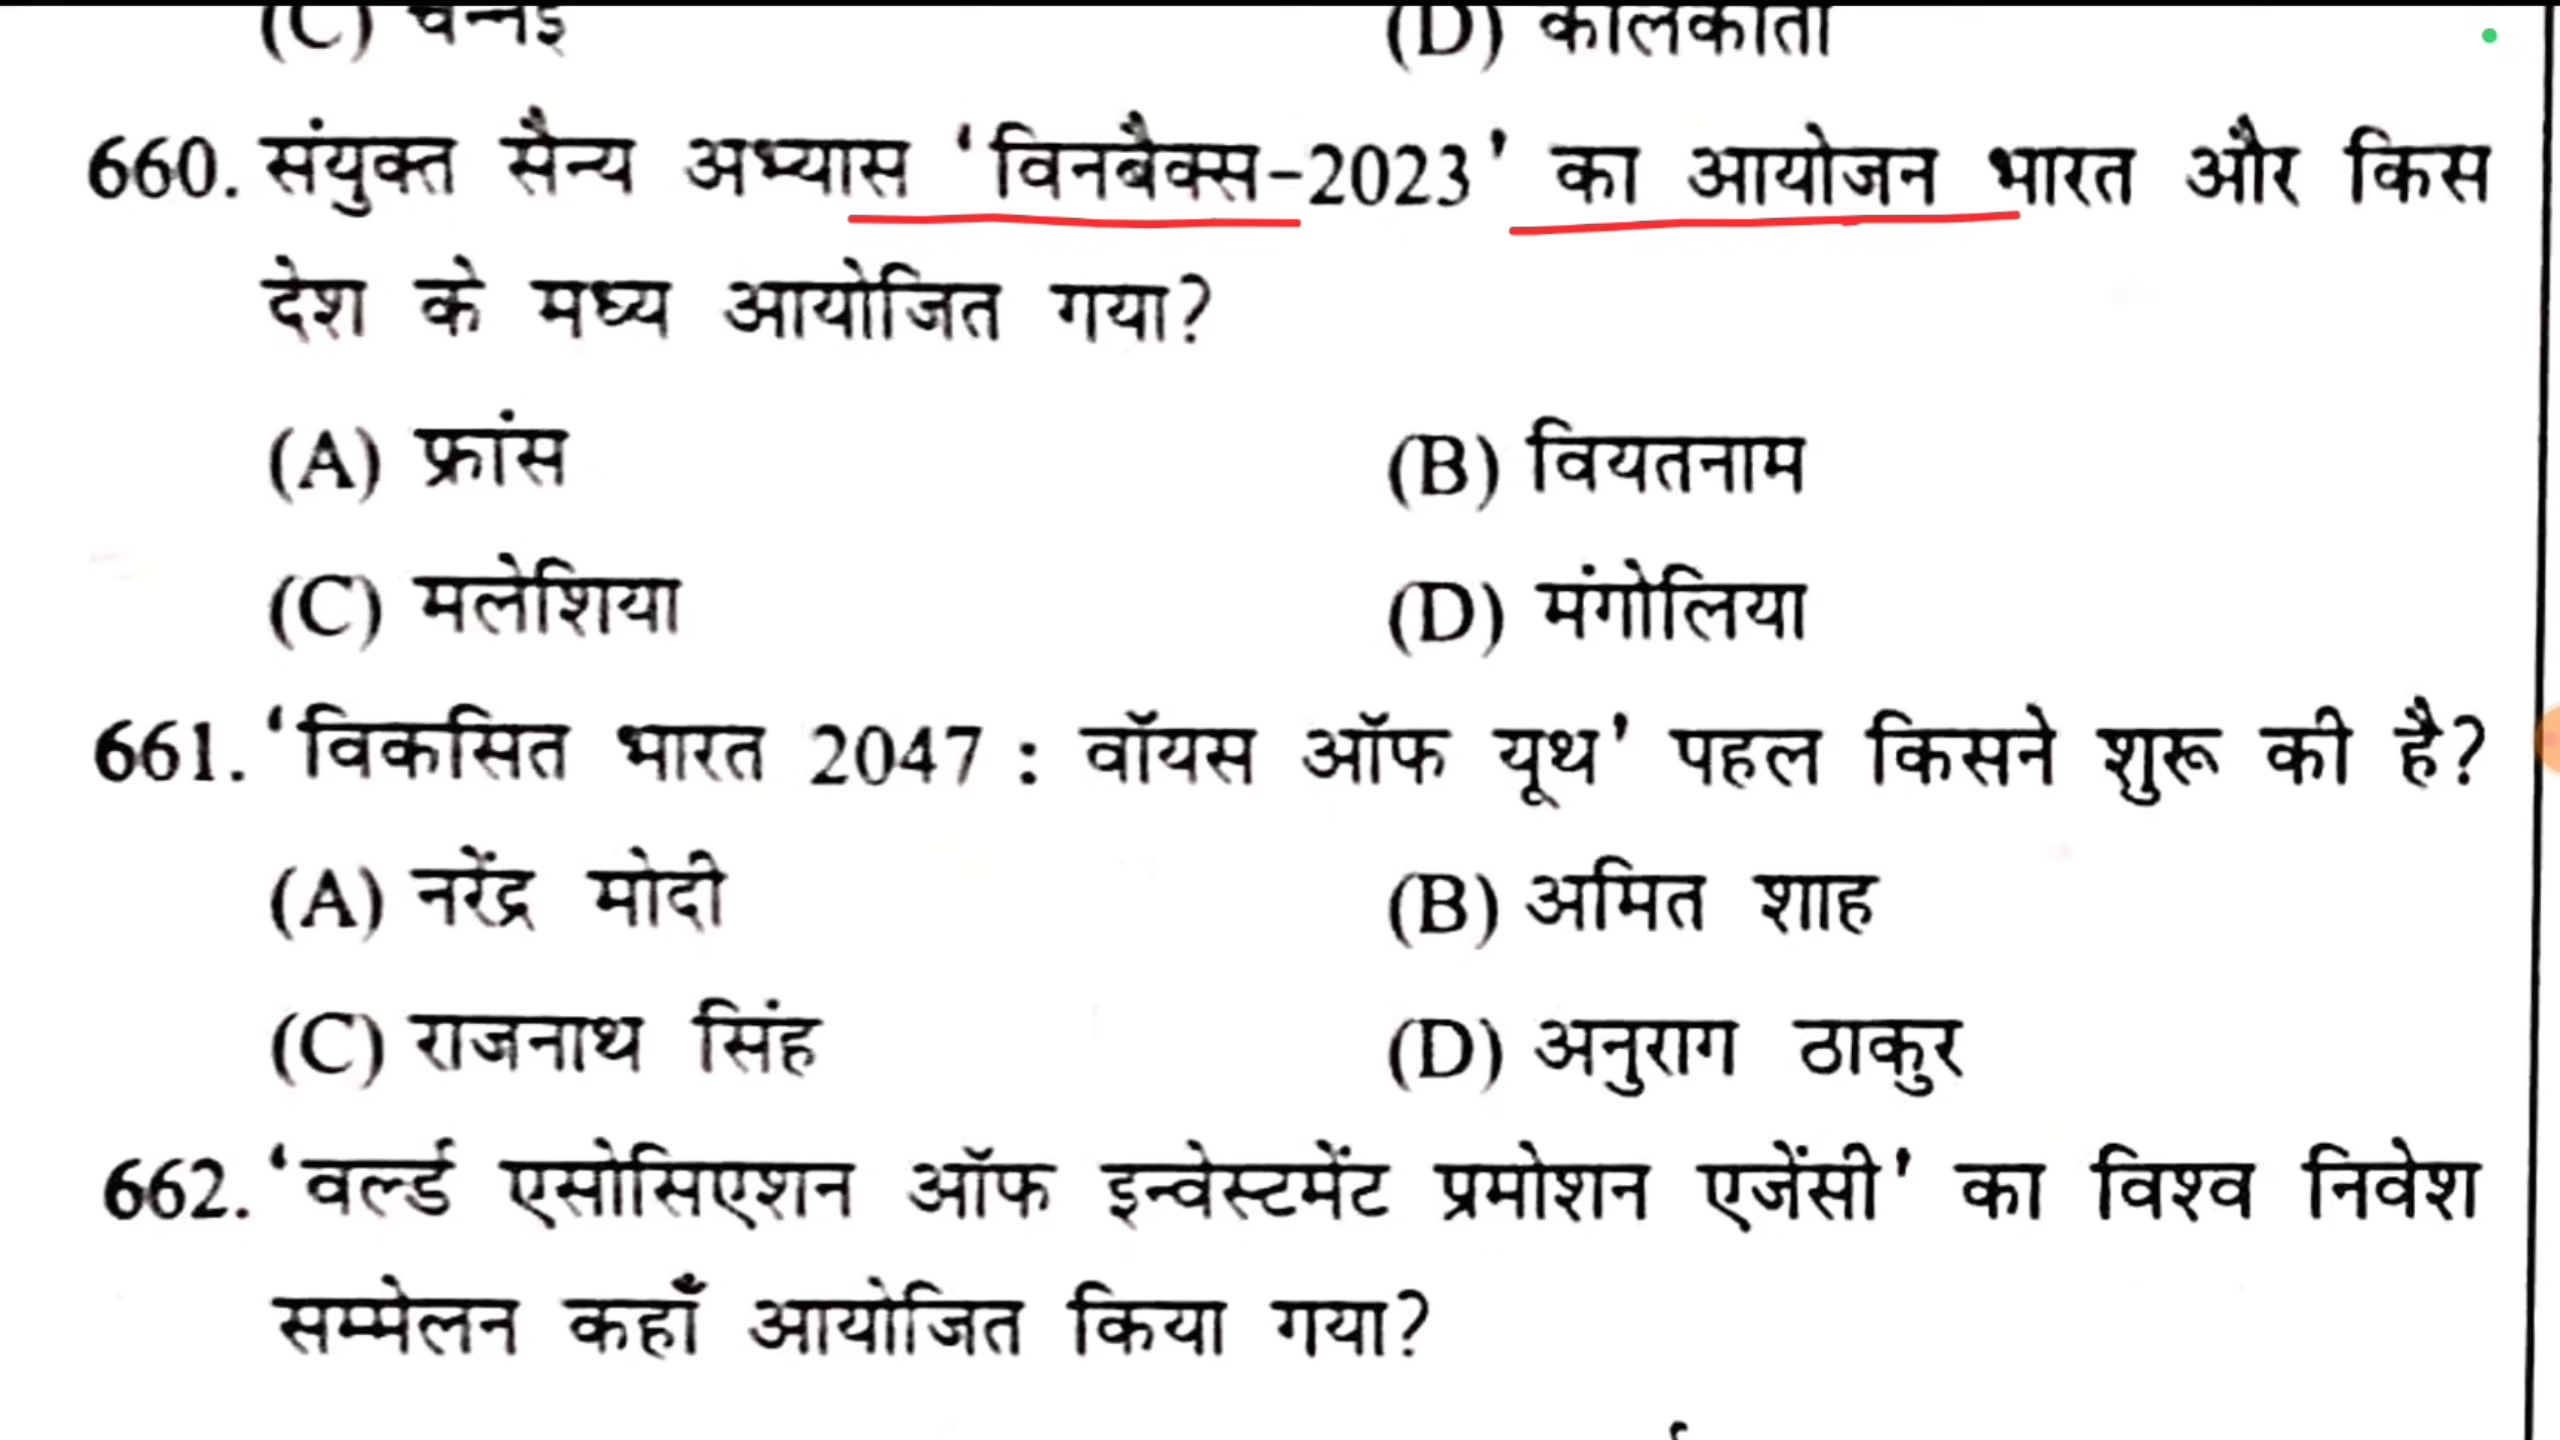 (C) चेन्नई (D) कोलकाता
660. संयुक्त सैन्य अभ्यास ‘विनबैक्स-2023’ का आयोजन भारत और किस
देश के मध्य आयोजित गया?
(A) फ्रांस (B) वियतनाम
(C) मलेशिया (D) मंगोलिया
661. ‘विकसित भारत 2047 : वॉयस ऑफ यूथ’ पहल किसने शुरू की है?
(A) नरेंद्र मोदी (B) अमित शाह
(C) राजनाथ सिंह (D) अनुराग ठाकुर
662. ‘वर्ल्ड एसोसिएशन ऑफ इन्वेस्टमेंट प्रमोशन एजेंसी’ का विश्व निवेश
सम्मेलन कहाँ आयोजित किया गया?